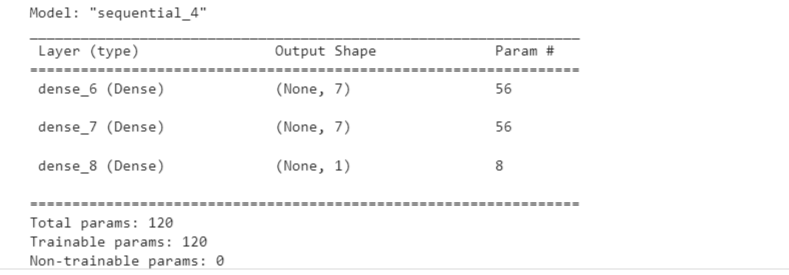 Model: "sequential_4"
Layer (type) Output Shape Param #
dense_6 (Dense) (None, 7) 56
dense_7 (Dense) (None, 7) 56
dense_8 (Dense) (None, 1) 8
Total params: 120
Trainable params: 120
Non-trainable params: 0